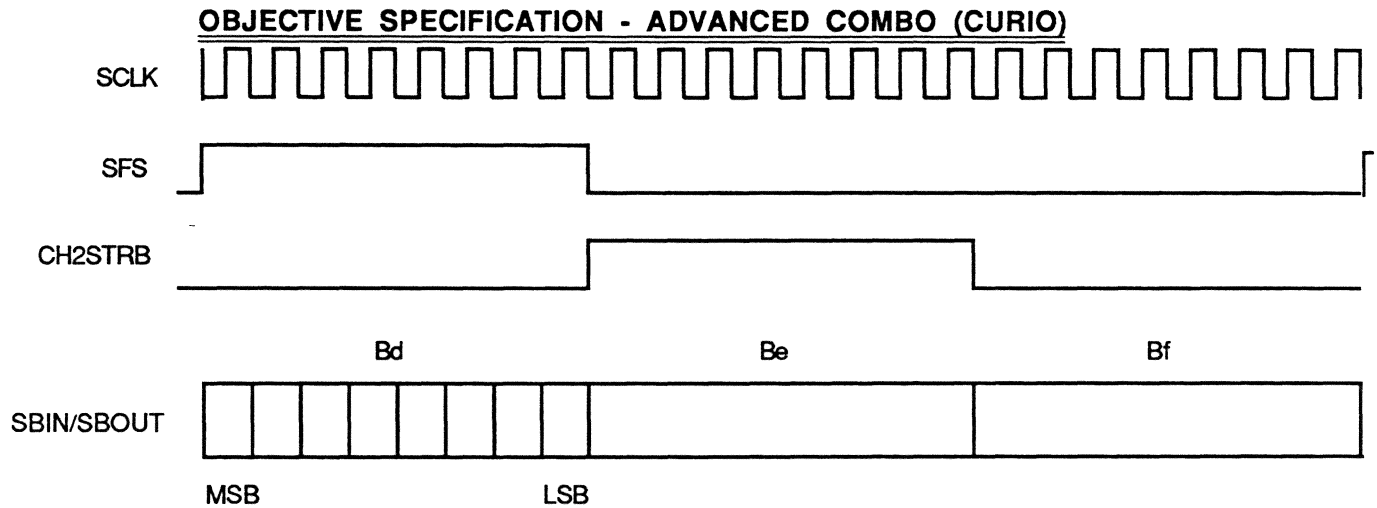 OBJECTIVE SPECIFICATION - ADVANCED COMBO (CURIO)
SCLK
SFS
CH2STRB
Bd Be Bf
SBIN/SBOUT
MSB LSB